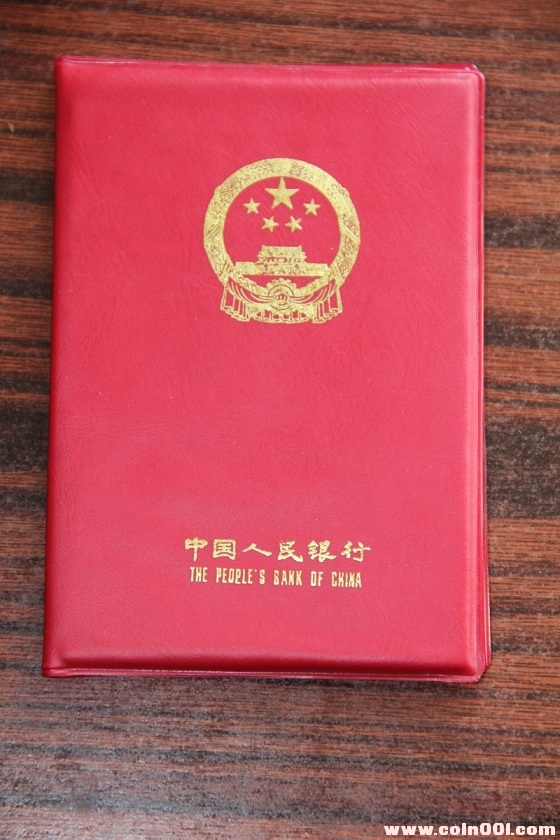 中国人民银行
THE PEOPLE'S BANK OF CHINA
www.coin001.com